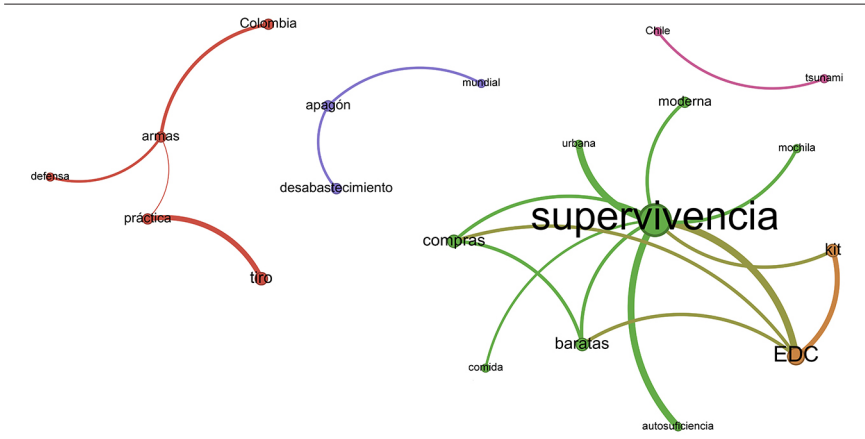 Colombia
Chile
tsunami
mundial
moderna
apagón
armas
urbana
mochila
defensa
desabastecimiento
práctica
supervivencia
compras
kit
tiro
baratas
EDC
comida
autosuficiencia